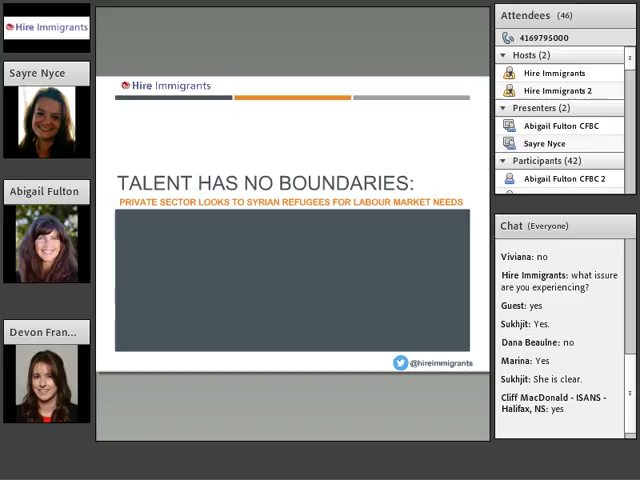 Hire Immigrants
Sayre Nyce
Abigail Fulton
Devon Fran...
Hire Immigrants
TALENT HAS NO BOUNDARIES:
PRIVATE SECTOR LOOKS TO SYRIAN REFUGEES FOR LABOUR MARKET NEEDS
@hireimmigrants
Attendees (46)
4169795000
Hosts (2)
Hire Immigrants
Hire Immigrants 2
Presenters (2)
Abigail Fulton CFBC
Sayre Nyce
Participants (42)
Abigail Fulton CFBC 2
Chat (Everyone)
Viviana: no
Hire Immigrants: what issure
are you experiencing?
Guest: yes
Sukhjit: Yes.
Dana Beaulne: no
Marina: Yes
Sukhjit: She is clear.
Cliff MacDonald - ISANS -
Halifax, NS: yes